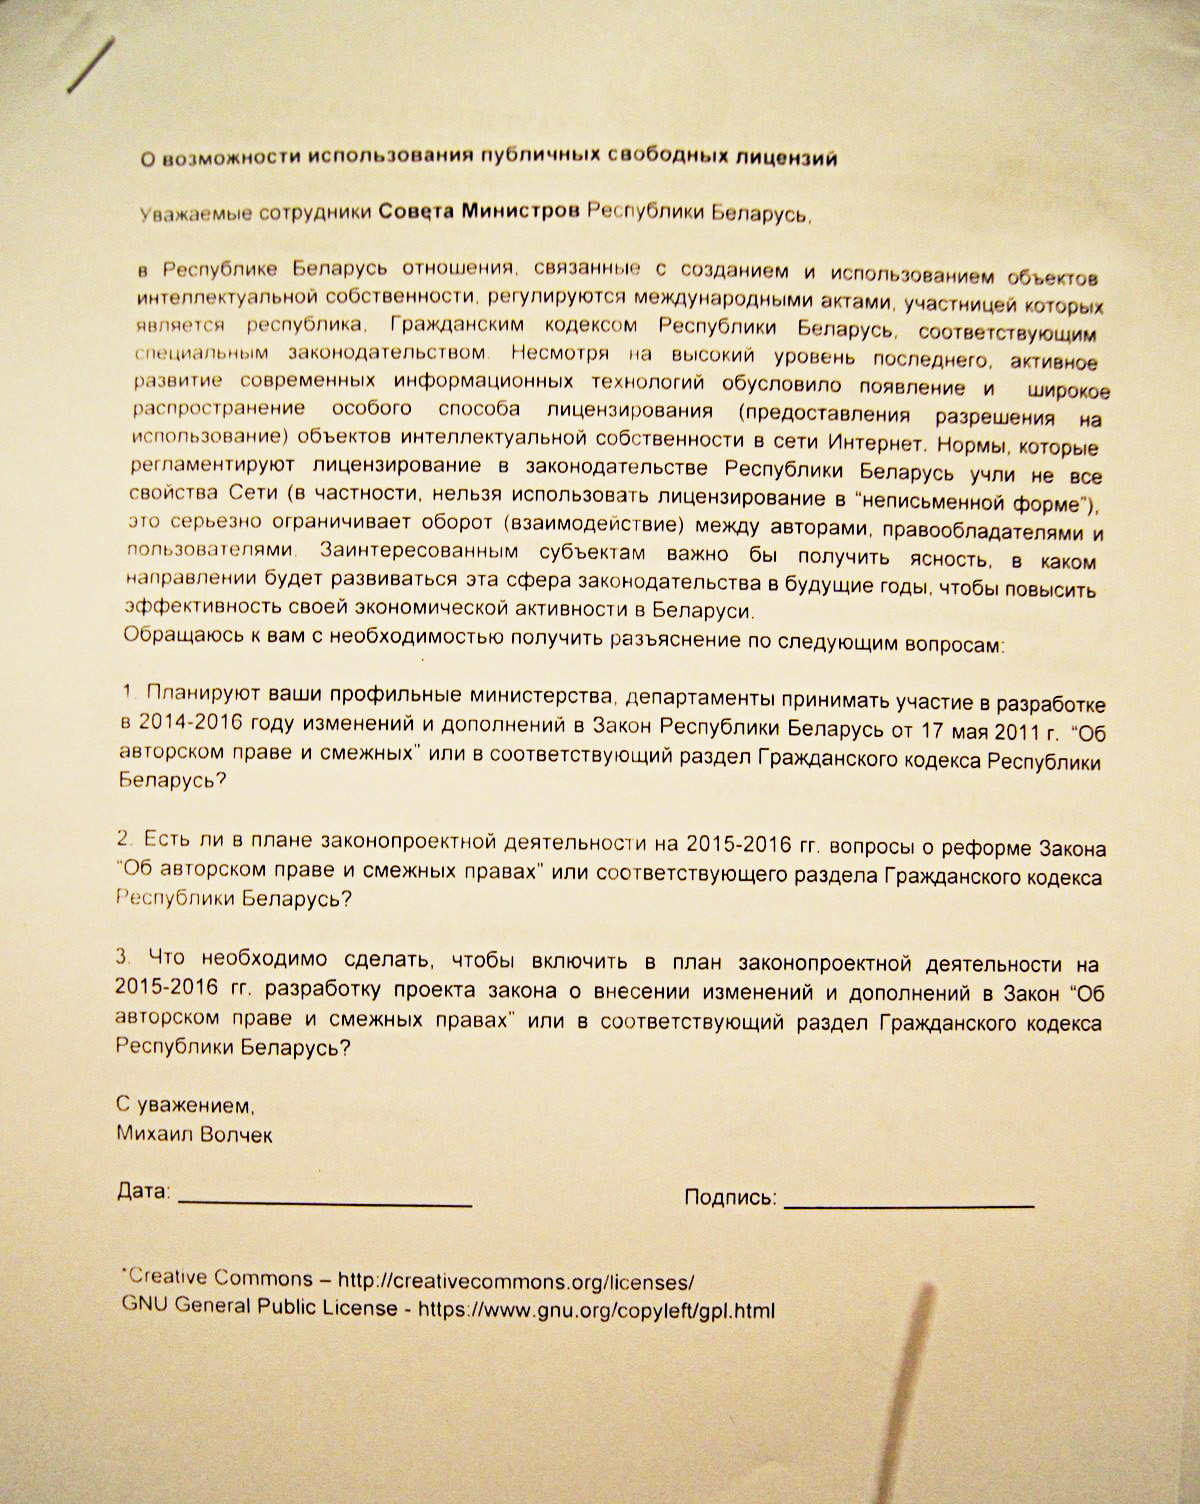 О возможности использования публичных свободных лицензий
Уважаемые сотрудники Совета Министров Республики Беларусь,
в Республике Беларусь отношения, связанные с созданием и использованием объектов
интеллектуальной собственности, регулируются международными актами, участницей которых
является республика, Гражданским кодексом Республики Беларусь, соответствующим
специальным законодательством. Несмотря на высокий уровень последнего, активное
развитие современных информационных технологий обусловило появление и широкое
распространение особого способа лицензирования (предоставления разрешения на
использование) объектов интеллектуальной собственности в сети Интернет. Нормы, которые
регламентируют лицензирование в законодательстве Республики Беларусь учли не все
свойства Сети (в частности, нельзя использовать лицензирование в “неписьменной форме”),
это серьезно ограничивает оборот (взаимодействие) между авторами, правообладателями и
пользователями. Заинтересованным субъектам важно бы получить ясность, в каком
направлении будет развиваться эта сфера законодательства в будущие годы, чтобы повысить
эффективность своей экономической активности в Беларуси.
Обращаюсь к вам с необходимостью получить разъяснение по следующим вопросам:
1. Планируют ваши профильные министерства, департаменты принимать участие в разработке
в 2014-2016 году изменений и дополнений в Закон Республики Беларусь от 17 мая 2011 г. “Об
авторском праве и смежных” или в соответствующий раздел Гражданского кодекса Республики
Беларусь?
2. Есть ли в плане законопроектной деятельности на 2015-2016 гг. вопросы о реформе Закона
“Об авторском праве и смежных правах” или соответствующего раздела Гражданского кодекса
Республики Беларусь?
3. Что необходимо сделать, чтобы включить в план законопроектной деятельности на
2015-2016 гг. разработку проекта закона о внесении изменений и дополнений в Закон “Об
авторском праве и смежных правах” или в соответствующий раздел Гражданского кодекса
Республики Беларусь?
С уважением,
Михаил Волчек
Дата: ____________ Подпись: ____________
*Creative Commons – http://creativecommons.org/licenses/
GNU General Public License - https://www.gnu.org/copyleft/gpl.html